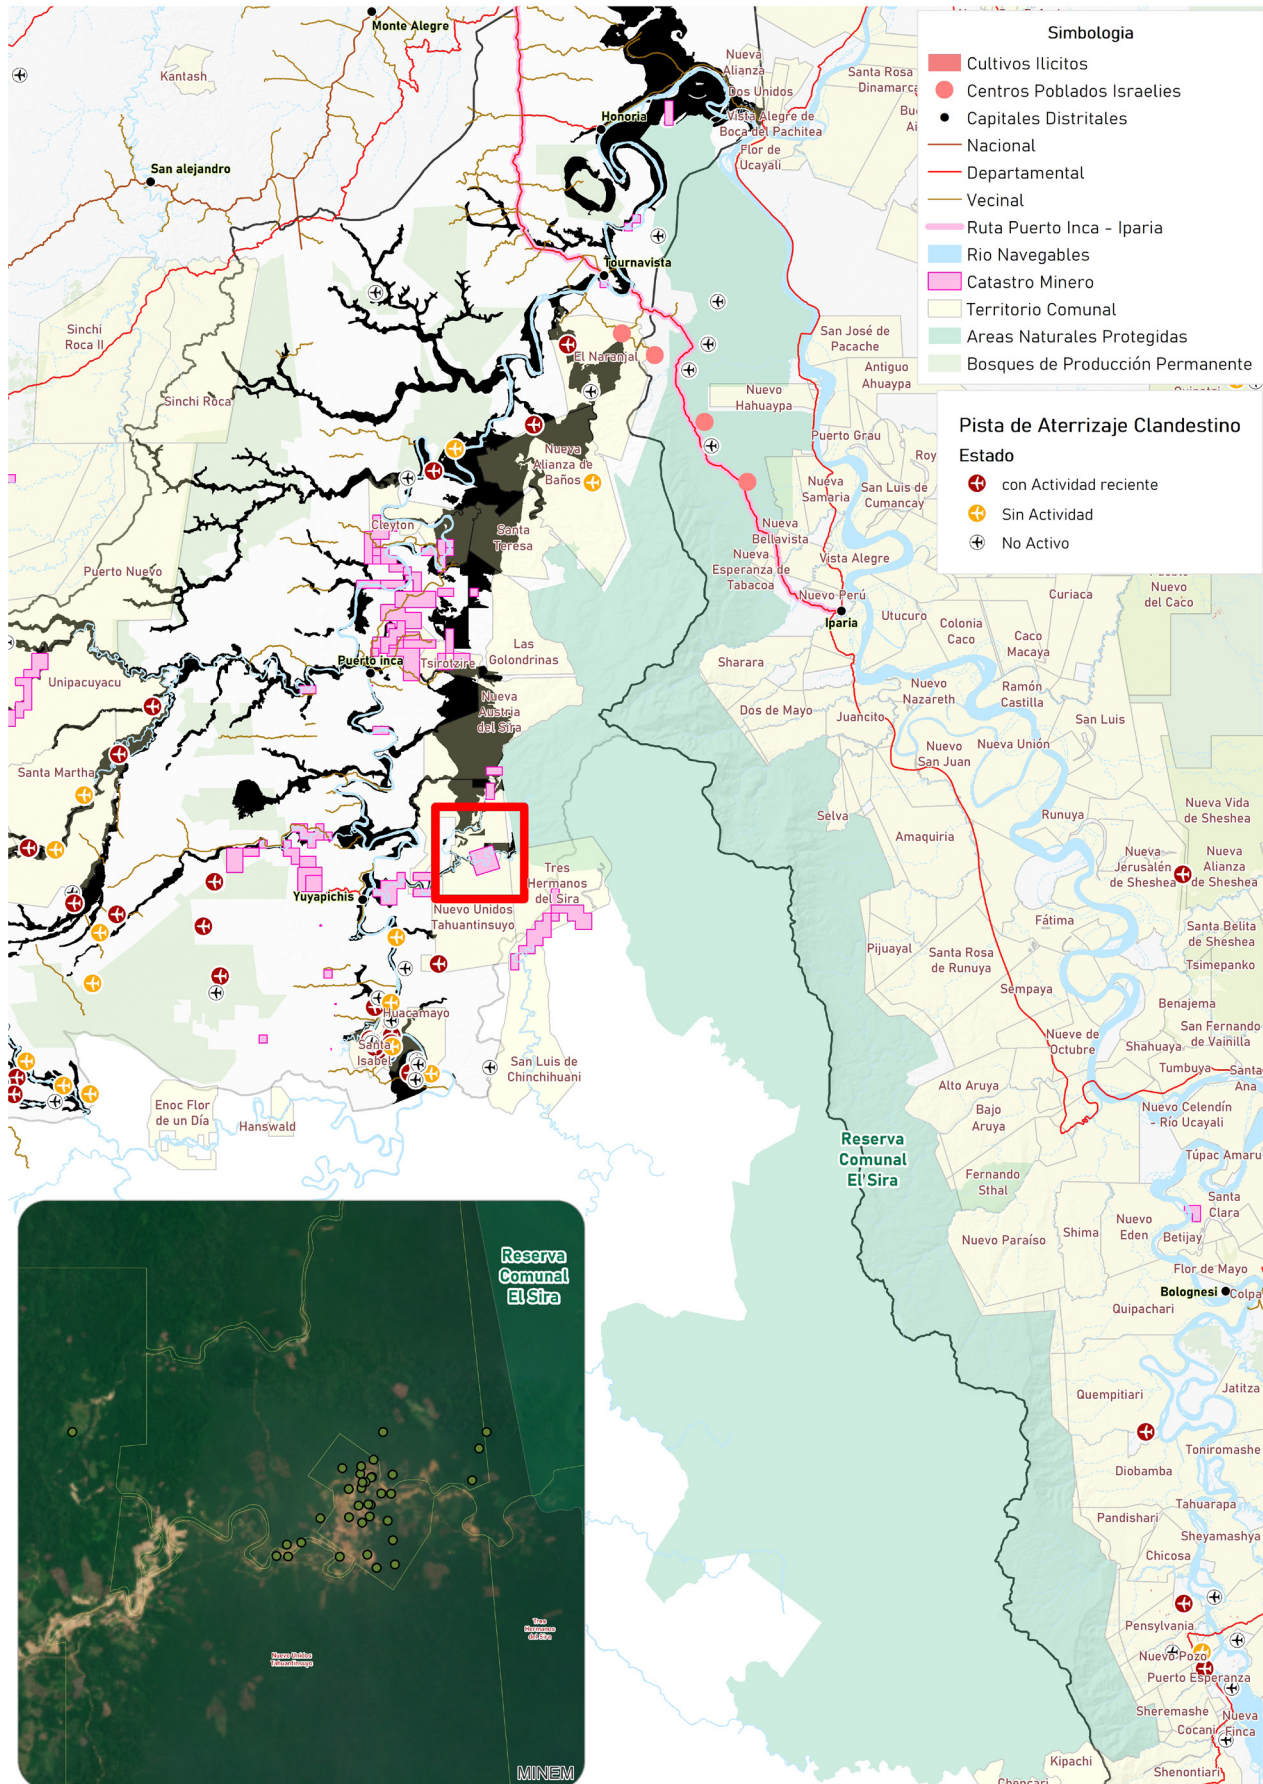 Monte Alegre
Kantash
San alejandro
Honoria
Nueva
Alianza
Dos Unidos
Vista Alegre de
Boca del Pachitea
Flor de
Ucayali
Santa Rosa
Simbologia
Cultivos Ilicitos
Centros Poblados Israelies
Capitales Distritales
Nacional
Departamental
Vecinal
Ruta Puerto Inca - Iparia
Rio Navegables
Catastro Minero
Territorio Comunal
Areas Naturales Protegidas
Bosques de Producción Permanente
Pista de Aterrizaje Clandestino
Estado
con Actividad reciente
Sin Actividad
No Activo
Tournavista
Sinchi
Roca II
Sinchi Roca
El Naranjal
San José de
Pacache
Antiguo
Ahuaypa
Nuevo
Hahuaypa
Puerto Grau
Nueva
Alianza de
Baños
Nueva
Samaria
San Luis de
Cumancay
Cleyton
Santa
Teresa
Nueva
Bellavista
Nueva
Esperanza de
Tabacoa
Vista Alegre
Puerto Nuevo
Nuevo Perú
Iparia
Utucuro
Curiaca
Nuevo
del Caco
Colonia
Caco
Caco
Macaya
Las
Golondrinas
Puerto inca
Tsirotzire
Sharara
Unipacuyacu
Nueva
Austria
del Sira
Dos de Mayo
Nuevo
Nazareth
Ramón
Castilla
Juancito
San Luis
Nuevo
San Juan
Nueva Unión
Santa Martha
Selva
Amaquiria
Runuya
Nueva Vida
de Sheshea
Nueva
Jerusalén
de Sheshea
Nueva
Alianza
de Sheshea
Tres
Hermanos
del Sira
Yuyapichis
Nuevo Unidos
Tahuantinsuyo
Fátima
Santa Belita
de Sheshea
Pijuayal
Santa Rosa
de Runuya
Tsimepanko
Sempaya
Benajema
Huacamayo
Santa
Isabel
Nueve de
Octubre
San Fernando
de Vainilla
Shahuaya
Tumbuya
Santa
Ana
San Luis de
Chinchihuani
Alto Aruya
Enoc Flor
de un Día
Hanswald
Bajo
Aruya
Nuevo Celendín
- Río Ucayali
Reserva
Comunal
El Sira
Túpac Amaru
Fernando
Sthal
Santa
Clara
Nuevo
Eden
Shima
Betijay
Nuevo Paraíso
Flor de Mayo
Bolognesi
Colpa
Quipachari
Reserva
Comunal
El Sira
Quempitiari
Jatitza
Toniromashe
Diobamba
Tahuarapa
Pandishari
Sheyamashya
Chicosa
Pensylvania
Tres
Hermanos
del Sira
Nuevo Unidos
Tahuantinsuyo
Nuevo Pozo
Puerto Esperanza
Sheremashe
Nueva
Finca
Cocani
Kipachi
Shenontiari
MINEM